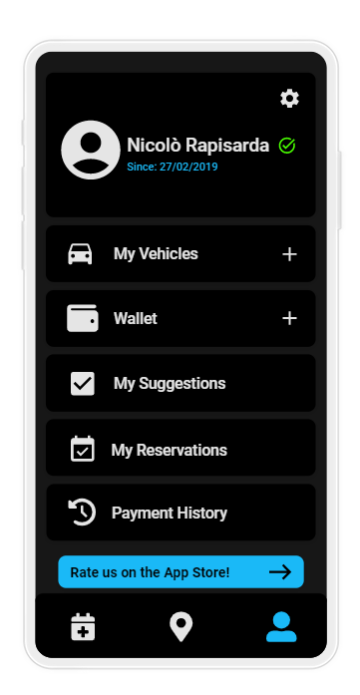 Nicolò Rapisarda
Since: 27/02/2019
My Vehicles
Wallet
My Suggestions
My Reservations
Payment History
Rate us on the App Store!